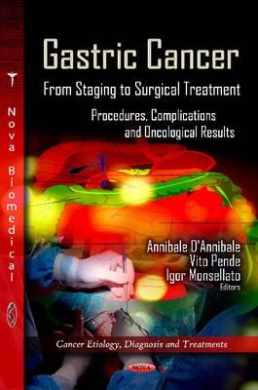 Gastric Cancer
From Staging to Surgical Treatment
Procedures, Complications
and Oncological Results
Nova Biomedical
Annibale D'Annibale
Vito Pende
Igor Monsellato
Editors
Cancer Etiology, Diagnosis and Treatments
NOVA